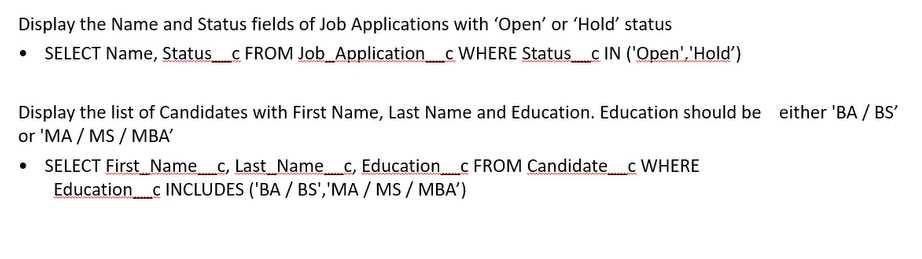 Display the Name and Status fields of Job Applications with ‘Open’ or ‘Hold’ status
• SELECT Name, Status__c FROM Job_Application__c WHERE Status__c IN ('Open','Hold’)
Display the list of Candidates with First Name, Last Name and Education. Education should be either 'BA / BS’
or 'MA / MS / MBA’
• SELECT First_Name__c, Last_Name__c, Education__c FROM Candidate__c WHERE
Education__c INCLUDES ('BA / BS','MA / MS / MBA’)